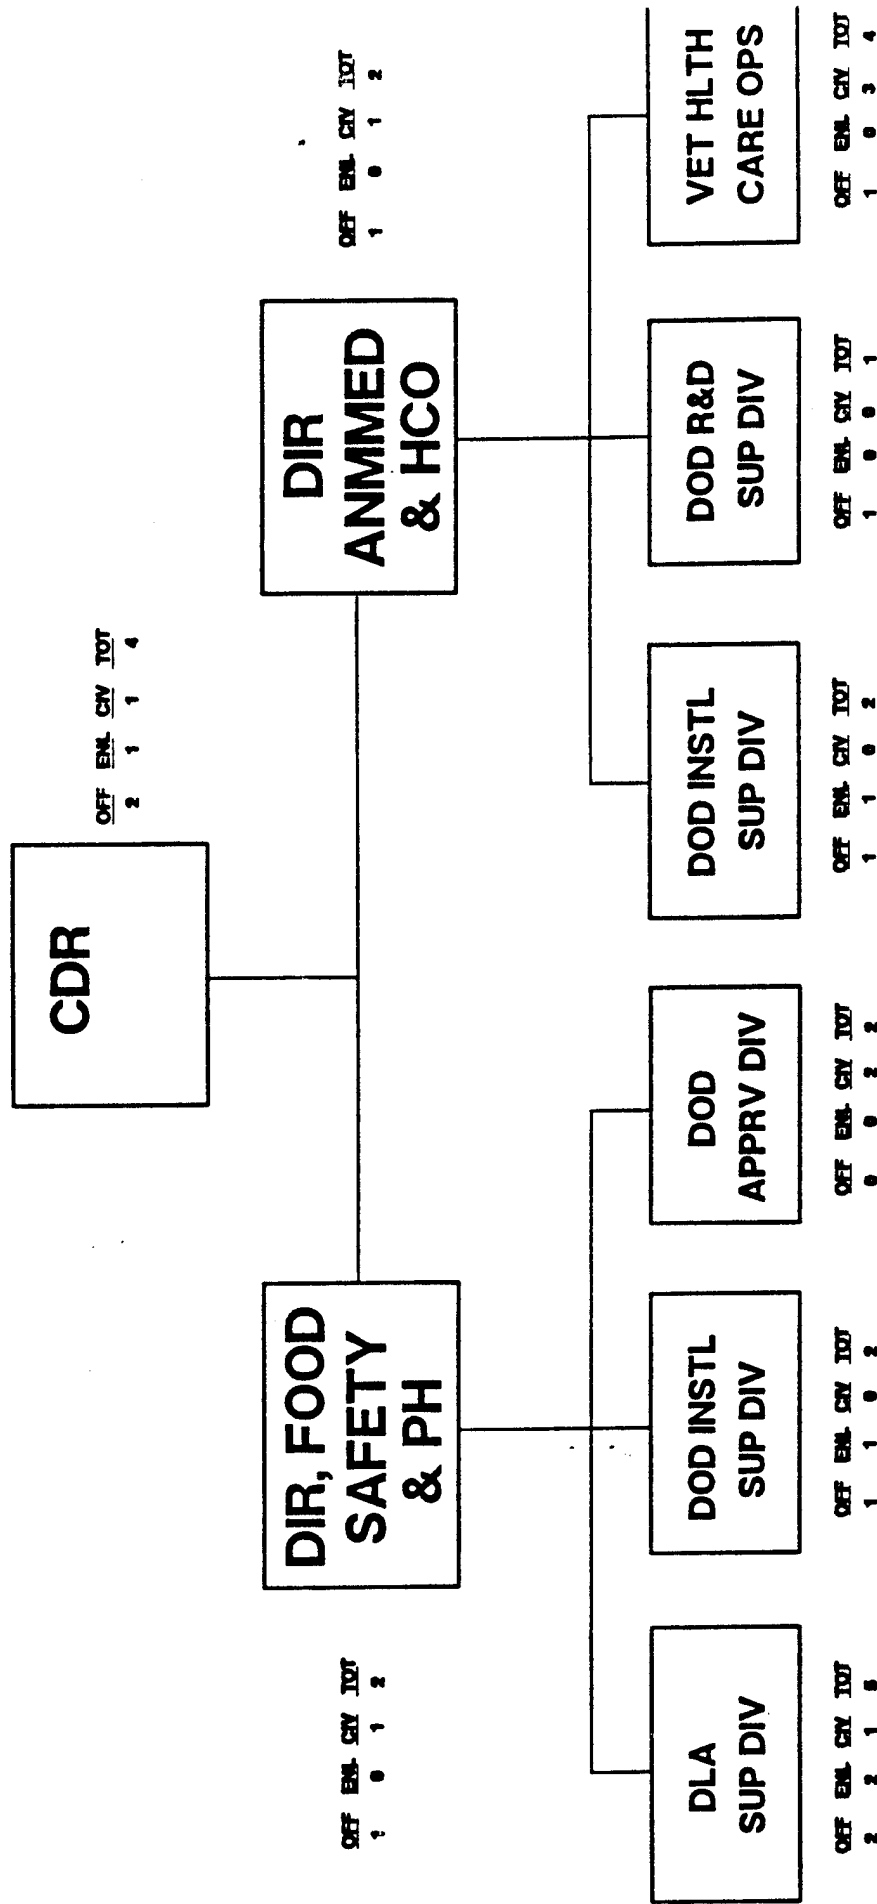 CDR
OFF ENL CIV TOT
2 1 1 4
OFF ENL CIV TOT
1 0 1 2
DIR, FOOD
SAFETY
& PH
DIR
ANMMED
& HCO
OFF ENL CIV TOT
1 0 1 2
DLA
SUP DIV
OFF ENL CIV TOT
2 2 1 5
DOD INSTL
SUP DIV
OFF ENL CIV TOT
1 1 0 2
DOD
APPRV DIV
OFF ENL CIV TOT
0 0 2 2
DOD INSTL
SUP DIV
OFF ENL CIV TOT
1 1 0 2
DOD R&D
SUP DIV
OFF ENL CIV TOT
1 0 0 1
VET HLTH
CARE OPS
OFF ENL CIV TOT
1 0 3 4